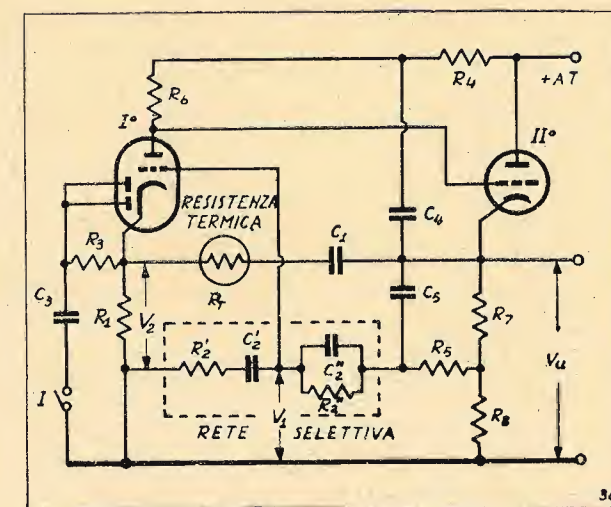 R4
+AT
R6
I°
II°
RESISTENZA
TERMICA
C4
R3
C1
RT
C3
R1
V2
C5
R7
Vu
R'2
C'2
C"2
R"2
R5
I
V1
R8
RETE SELETTIVA